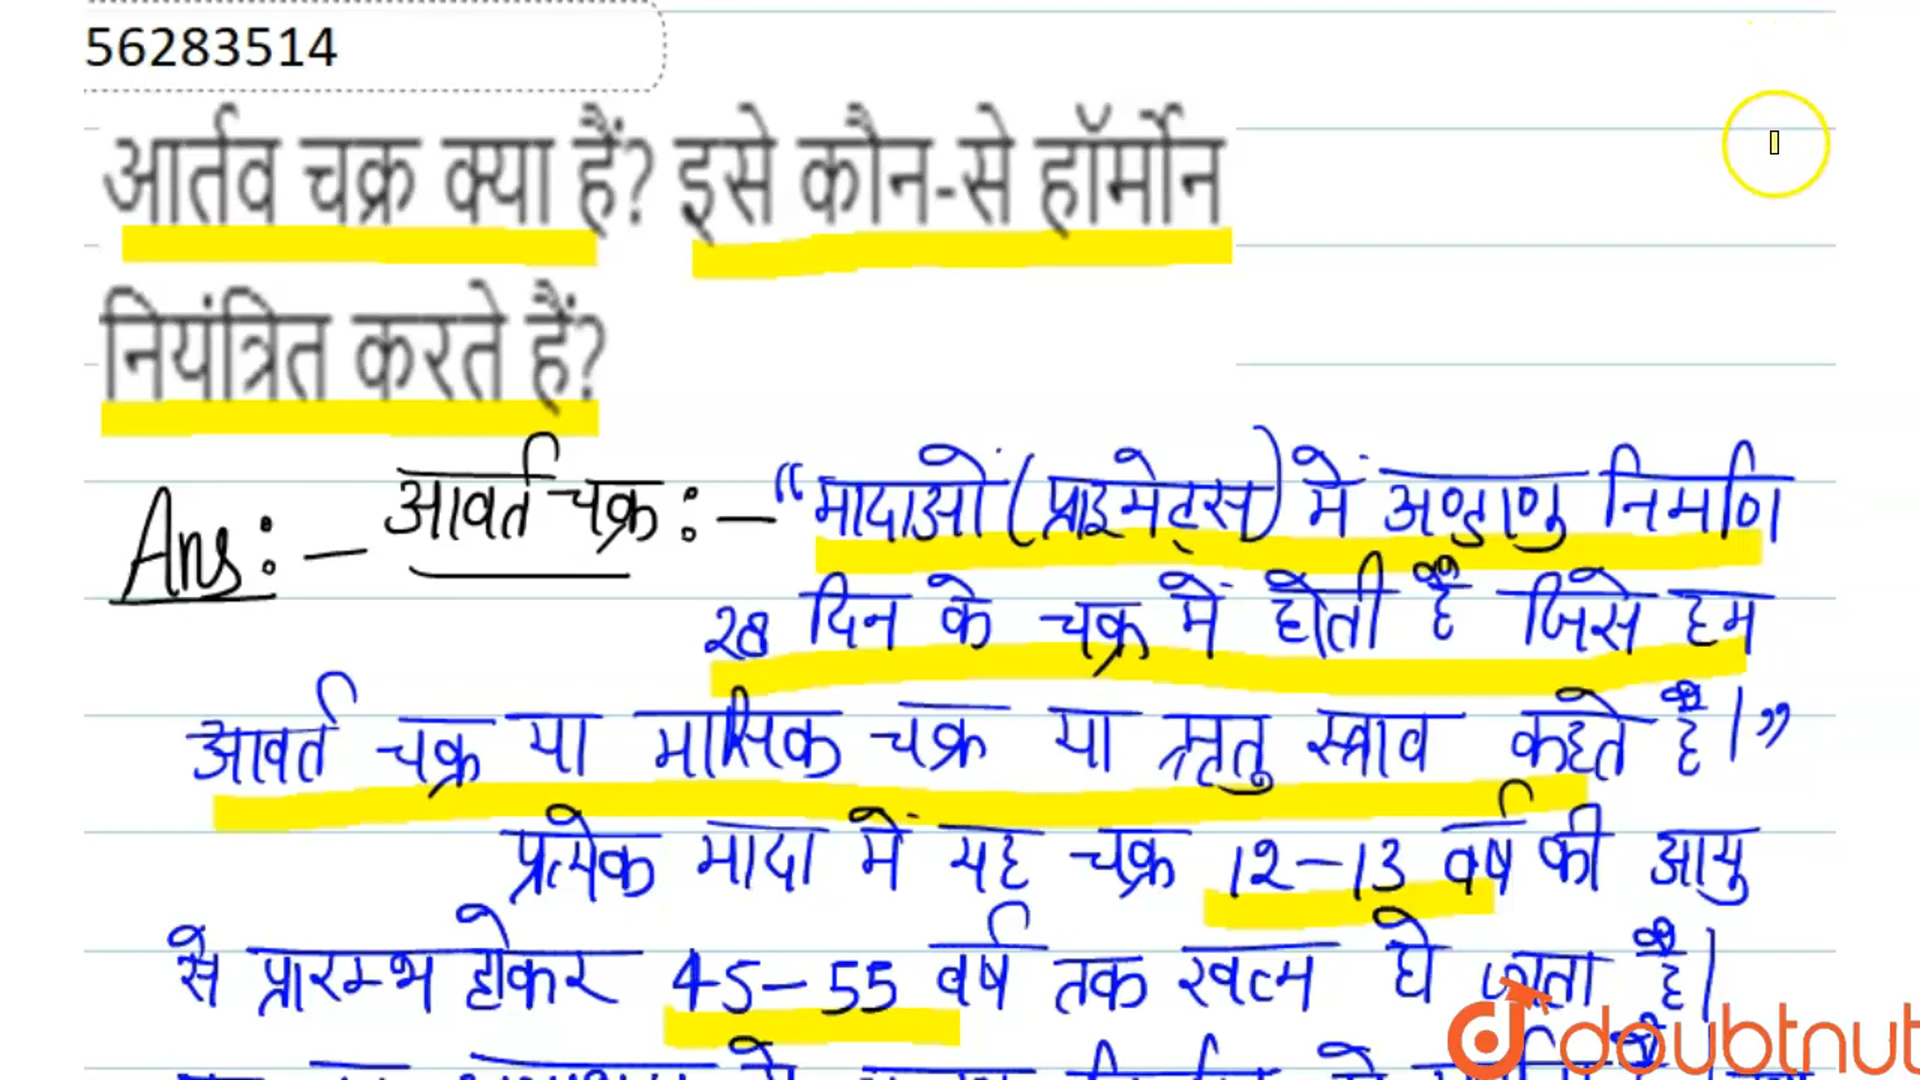 56283514
आर्तव चक्र क्या हैं? इसे कौन-से हॉर्मोन
नियंत्रित करते हैं?
Ans:- आवर्त चक्र:- "मादाओं (प्राइमेट्स) में अण्डाणु निर्माण
28 दिन के चक्र में होती है जिसे हम
आवर्त चक्र या मासिक चक्र या ऋतु स्त्राव कहते है।"
प्रत्येक मादा में यह चक्र 12-13 वर्ष की आयु
से प्रारम्भ होकर 45-55 वर्ष तक खत्म हो जाता है।
doubtnut